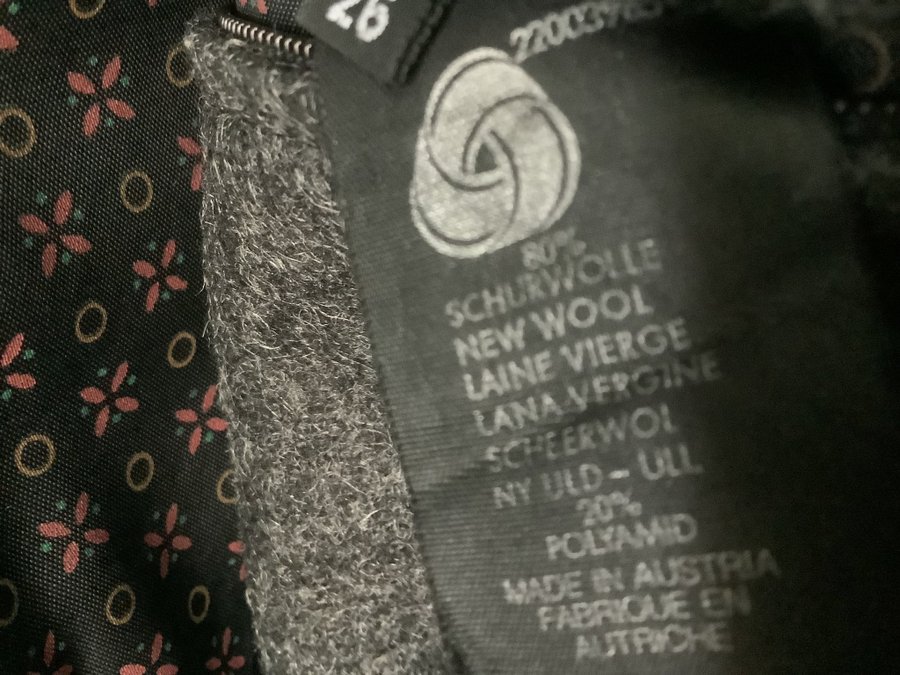 26
80%
SCHURWOLLE
NEW WOOL
LAINE VIERGE
LANA VERGINE
SCHEERWOL
NY ULD – ULL
20%
POLYAMID
MADE IN AUSTRIA
FABRIQUE EN
AUTRICHE